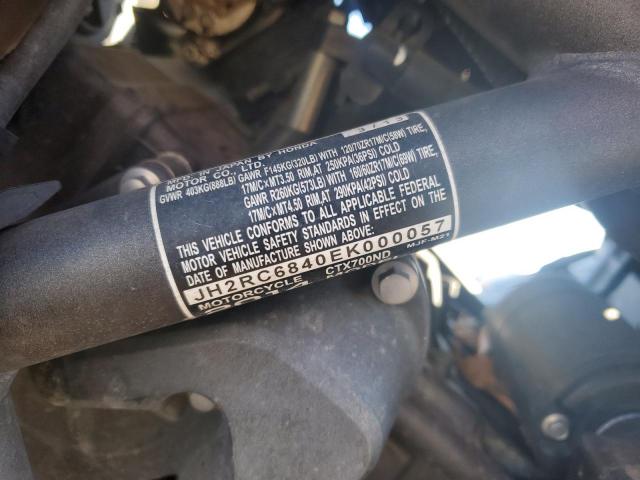 MFD. IN JAPAN BY HONDA 3/13
MOTOR CO., LTD.
GVWR 403KG(888LB) GAWR F145KG(320LB) WITH 120/70ZR17M/C(58W) TIRE,
17M/C×MT3.50 RIM, AT 250KPA(36PSI) COLD
GAWR R260KG(573LB) WITH 160/60ZR17M/C(69W) TIRE,
17M/C×MT4.50 RIM, AT 290KPA(42PSI) COLD
THIS VEHICLE CONFORMS TO ALL APPLICABLE FEDERAL
MOTOR VEHICLE SAFETY STANDARDS IN EFFECT ON THE
DATE OF MANUFACTURE SHOWN ABOVE:
JH2RC6840EK000057
MOTORCYCLE CTX700ND MJF-M21
2014